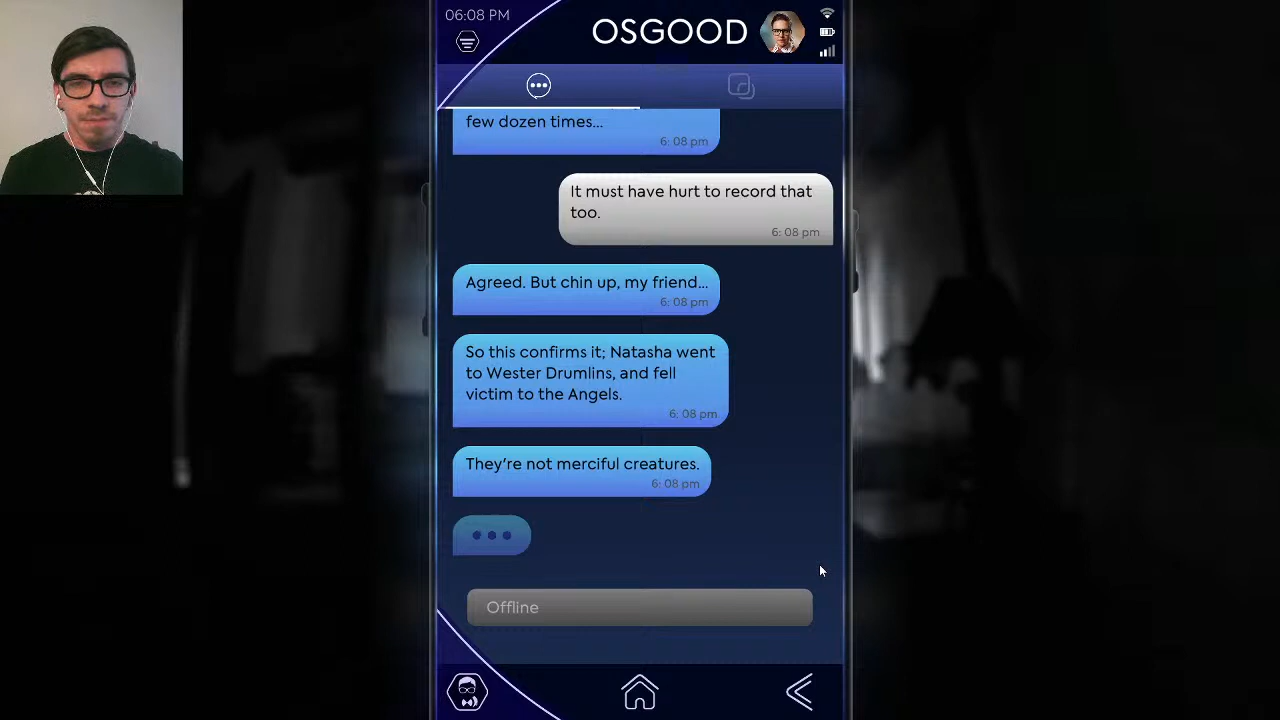 06:08 PM
OSGOOD
few dozen times...
6: 08 pm
It must have hurt to record that
too.
6: 08 pm
Agreed. But chin up, my friend...
6: 08 pm
So this confirms it; Natasha went
to Wester Drumlins, and fell
victim to the Angels.
6: 08 pm
They're not merciful creatures.
6: 08 pm
Offline